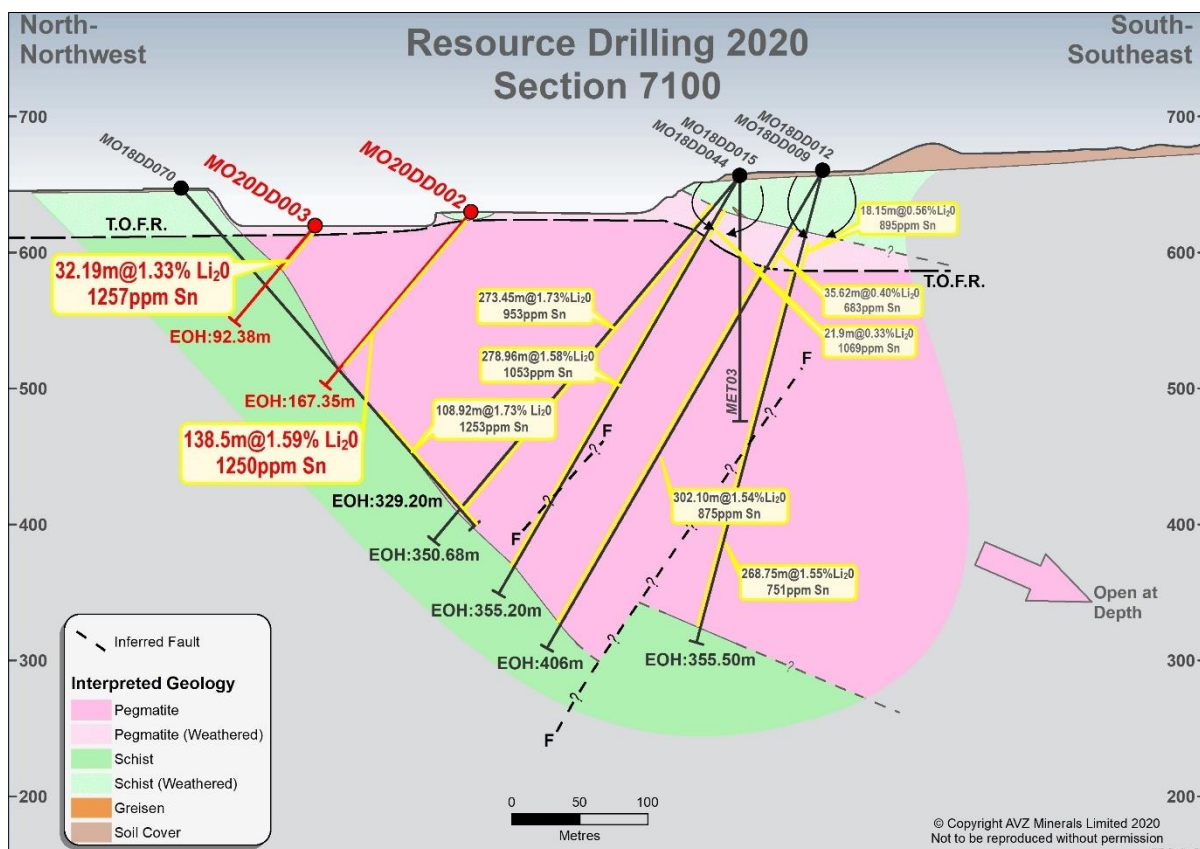 North-
Northwest
Resource Drilling 2020
Section 7100
South-
Southeast
700
600
500
400
300
200
700
600
500
400
300
200
MO18DD070
MO20DD003
MO20DD002
MO18DD015
MO18DD044
MO18DD012
MO18DD009
T.O.F.R.
T.O.F.R.
32.19m@1.33% Li₂0
1257ppm Sn
EOH:92.38m
EOH:167.35m
138.5m@1.59% Li₂0
1250ppm Sn
273.45m@1.73%Li₂0
953ppm Sn
278.96m@1.58%Li₂0
1053ppm Sn
108.92m@1.73% Li₂0
1253ppm Sn
18.15m@0.56%Li₂0
895ppm Sn
35.62m@0.40%Li₂0
683ppm Sn
21.9m@0.33%Li₂0
1069ppm Sn
302.10m@1.54%Li₂0
875ppm Sn
268.75m@1.55%Li₂0
751ppm Sn
MET03
F
F
F
F
?
?
?
?
?
?
?
?
EOH:329.20m
EOH:350.68m
EOH:355.20m
EOH:406m
EOH:355.50m
Open at
Depth
Inferred Fault
Interpreted Geology
Pegmatite
Pegmatite (Weathered)
Schist
Schist (Weathered)
Greisen
Soil Cover
0 50 100
Metres
© Copyright AVZ Minerals Limited 2020
Not to be reproduced without permission